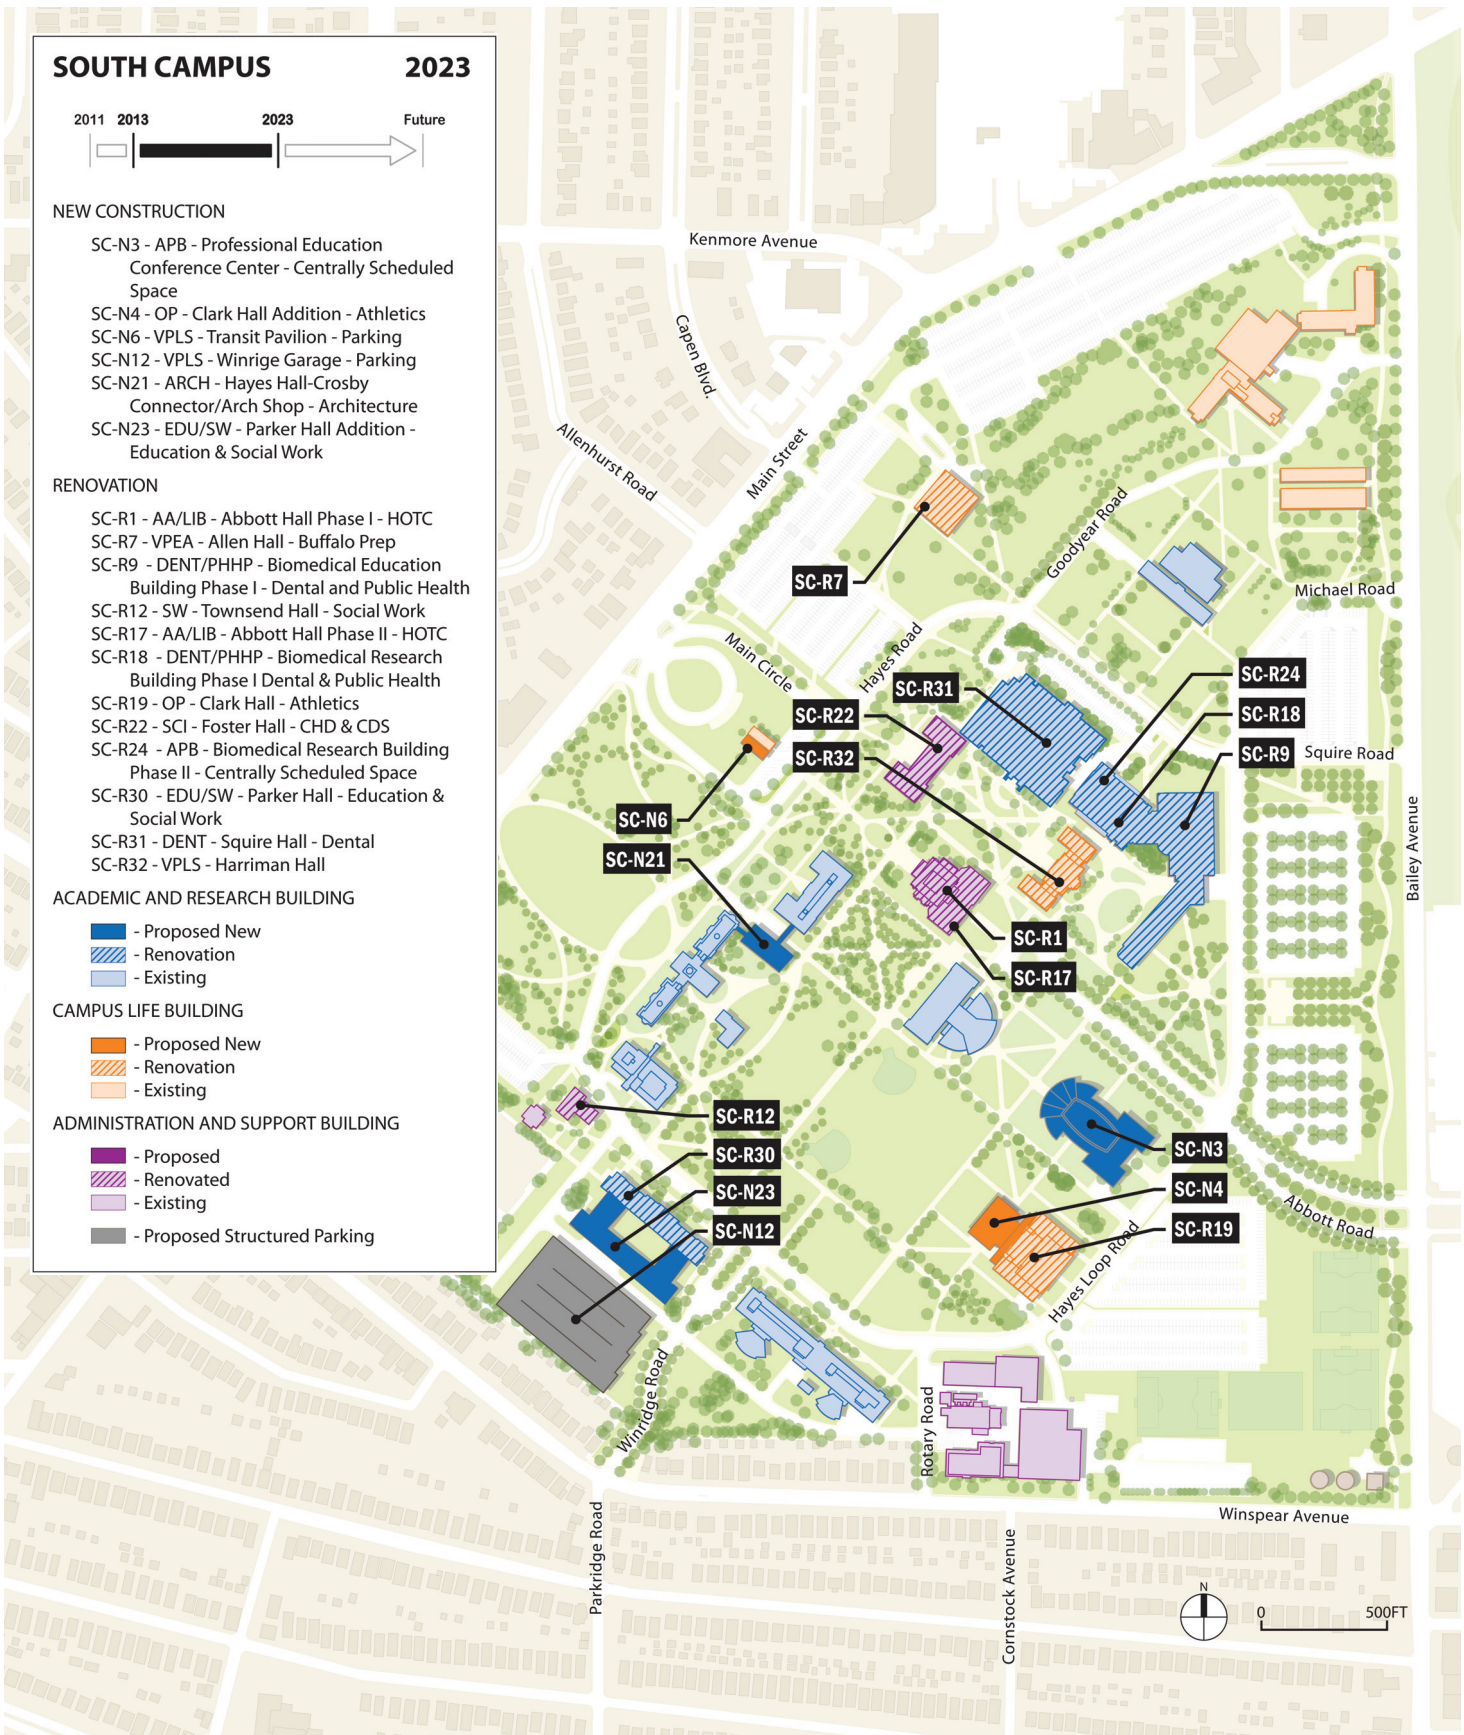 SOUTH CAMPUS 2023
2011 2013 2023 Future
NEW CONSTRUCTION
SC-N3 - APB - Professional Education
Conference Center - Centrally Scheduled
Space
SC-N4 - OP - Clark Hall Addition - Athletics
SC-N6 - VPLS - Transit Pavilion - Parking
SC-N12 - VPLS - Winrige Garage - Parking
SC-N21 - ARCH - Hayes Hall-Crosby
Connector/Arch Shop - Architecture
SC-N23 - EDU/SW - Parker Hall Addition -
Education & Social Work
RENOVATION
SC-R1 - AA/LIB - Abbott Hall Phase I - HOTC
SC-R7 - VPEA - Allen Hall - Buffalo Prep
SC-R9 - DENT/PHHP - Biomedical Education
Building Phase I - Dental and Public Health
SC-R12 - SW - Townsend Hall - Social Work
SC-R17 - AA/LIB - Abbott Hall Phase II - HOTC
SC-R18 - DENT/PHHP - Biomedical Research
Building Phase I Dental & Public Health
SC-R19 - OP - Clark Hall - Athletics
SC-R22 - SCI - Foster Hall - CHD & CDS
SC-R24 - APB - Biomedical Research Building
Phase II - Centrally Scheduled Space
SC-R30 - EDU/SW - Parker Hall - Education &
Social Work
SC-R31 - DENT - Squire Hall - Dental
SC-R32 - VPLS - Harriman Hall
ACADEMIC AND RESEARCH BUILDING
- Proposed New
- Renovation
- Existing
CAMPUS LIFE BUILDING
- Proposed New
- Renovation
- Existing
ADMINISTRATION AND SUPPORT BUILDING
- Proposed
- Renovated
- Existing
- Proposed Structured Parking
Kenmore Avenue
Capen Blvd.
Allenhurst Road
Main Street
Goodyear Road
SC-R7
Michael Road
Main Circle
Hayes Road
SC-R31
SC-R24
SC-R22
SC-R18
SC-R32
SC-R9
Squire Road
SC-N6
SC-N21
Bailey Avenue
SC-R1
SC-R17
SC-R12
SC-R30
SC-N3
SC-N23
SC-N4
SC-N12
SC-R19
Abbott Road
Hayes Loop Road
Winridge Road
Rotary Road
Winspear Avenue
Parkridge Road
Cornstock Avenue
N
0 500FT